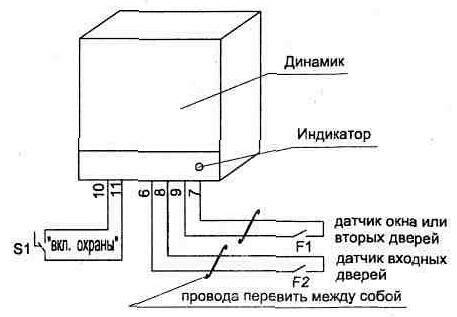 Динамик
Индикатор
10
11
6
8
9
7
S1
"вкл. охраны"
F1
датчик окна или
вторых дверей
F2
датчик входных
дверей
провода перевить между собой